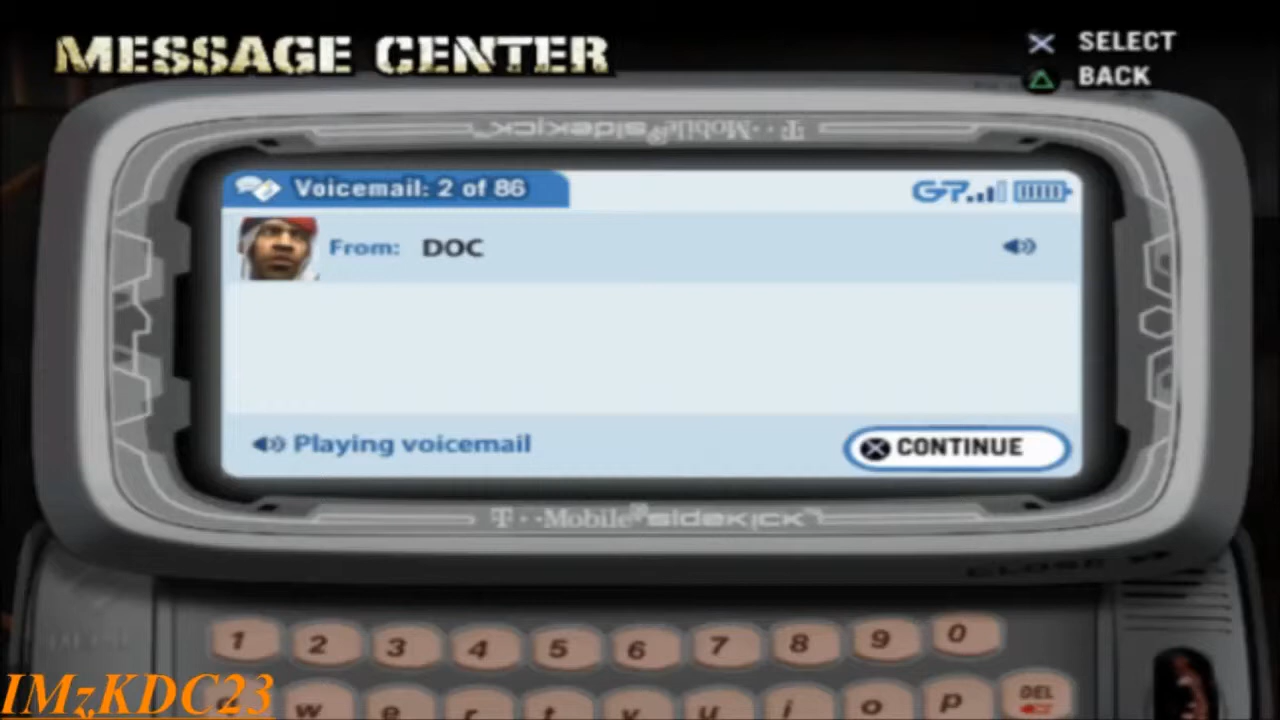 MESSAGE CENTER
SELECT
BACK
T··Mobile sidekick
Voicemail: 2 of 86
From: DOC
Playing voicemail
CONTINUE
T··Mobile sidekick
CLOSE
1 2 3 4 5 6 7 8 9 0
w e r t y u i o p DEL
IMzKDC23